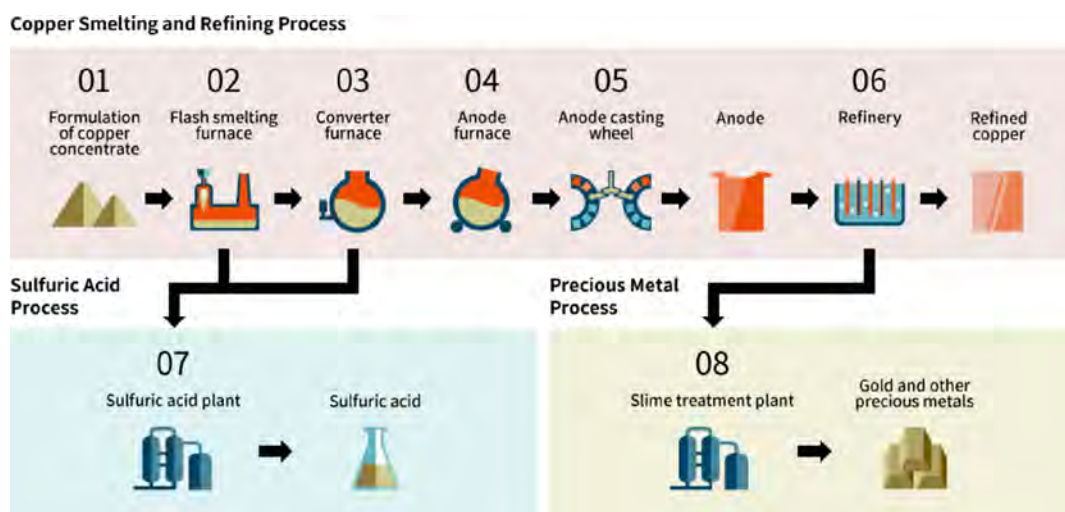 Copper Smelting and Refining Process
01
Formulation
of copper
concentrate
02
Flash smelting
furnace
03
Converter
furnace
04
Anode
furnace
05
Anode casting
wheel
Anode
06
Refinery
Refined
copper
Sulfuric Acid
Process
07
Sulfuric acid plant
Sulfuric acid
Precious Metal
Process
08
Slime treatment plant
Gold and other
precious metals